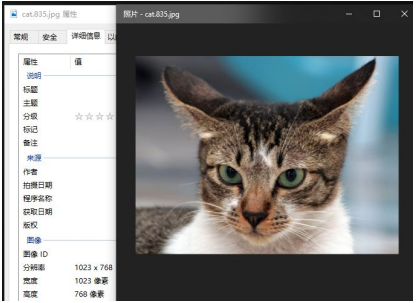 cat.835.jpg 属性
照片 - cat.835.jpg
常规 安全 详细信息
属性 值
说明
标题
主题
分级 ☆☆☆☆
标记
备注
来源
作者
拍摄日期
程序名称
获取日期
版权
图像
图像 ID
分辨率 1023 x 768
宽度 1023 像素
高度 768 像素